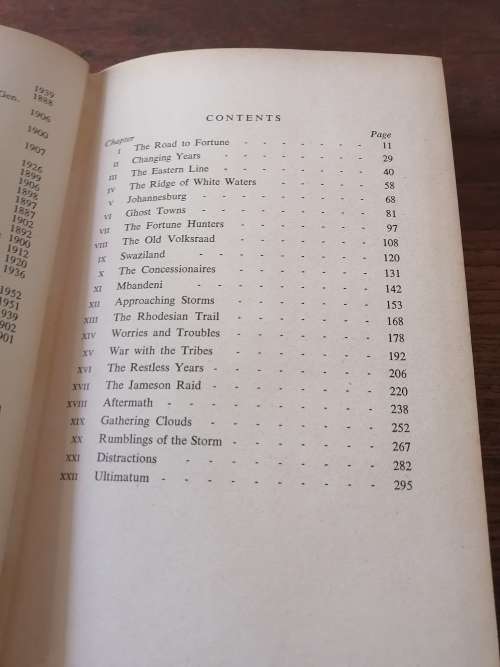 1939
Gen. 1888
1906
1900
1907
1926
1899
1906
1898
1897
1887
1902
1892
1900
1912
1920
1936
1952
1951
1939
1902
1901
CONTENTS
Chapter Page
I The Road to Fortune - - - - - - - 11
II Changing Years - - - - - - - - 29
III The Eastern Line - - - - - - - - 40
IV The Ridge of White Waters - - - - - - 58
V Johannesburg - - - - - - - - 68
VI Ghost Towns - - - - - - - - 81
VII The Fortune Hunters - - - - - - - 97
VIII The Old Volksraad - - - - - - - 108
IX Swaziland - - - - - - - - - 120
X The Concessionaires - - - - - - - 131
XI Mbandeni - - - - - - - - - 142
XII Approaching Storms - - - - - - - 153
XIII The Rhodesian Trail - - - - - - - 168
XIV Worries and Troubles - - - - - - - 178
XV War with the Tribes - - - - - - - 192
XVI The Restless Years - - - - - - - - 206
XVII The Jameson Raid - - - - - - - - 220
XVIII Aftermath - - - - - - - - - - 238
XIX Gathering Clouds - - - - - - - - 252
XX Rumblings of the Storm - - - - - - - 267
XXI Distractions - - - - - - - - - 282
XXII Ultimatum - - - - - - - - - - 295